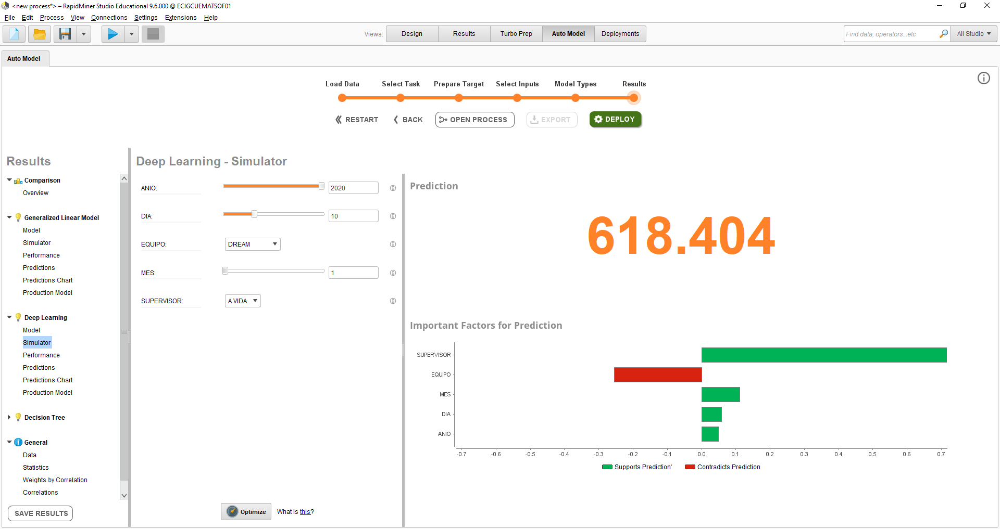 <new process*> – RapidMiner Studio Educational 9.6.000 @ ECIGCUEMATSOF01
File Edit Process View Connections Settings Extensions Help
Views: Design Results Turbo Prep Auto Model Deployments
Find data, operators...etc All Studio
Auto Model
Load Data Select Task Prepare Target Select Inputs Model Types Results
RESTART BACK OPEN PROCESS EXPORT DEPLOY
Results
Comparison
Overview
Generalized Linear Model
Model
Simulator
Performance
Predictions
Predictions Chart
Production Model
Deep Learning
Model
Simulator
Performance
Predictions
Predictions Chart
Production Model
Decision Tree
General
Data
Statistics
Weights by Correlation
Correlations
SAVE RESULTS
Deep Learning - Simulator
ANIO: 2020
DIA: 10
EQUIPO: DREAM
MES: 1
SUPERVISOR: A VIDA
Optimize What is this?
Prediction
618.404
Important Factors for Prediction
SUPERVISOR
EQUIPO
MES
DIA
ANIO
-0.7 -0.6 -0.5 -0.4 -0.3 -0.2 -0.1 0.0 0.1 0.2 0.3 0.4 0.5 0.6 0.7
Supports Prediction' Contradicts Prediction